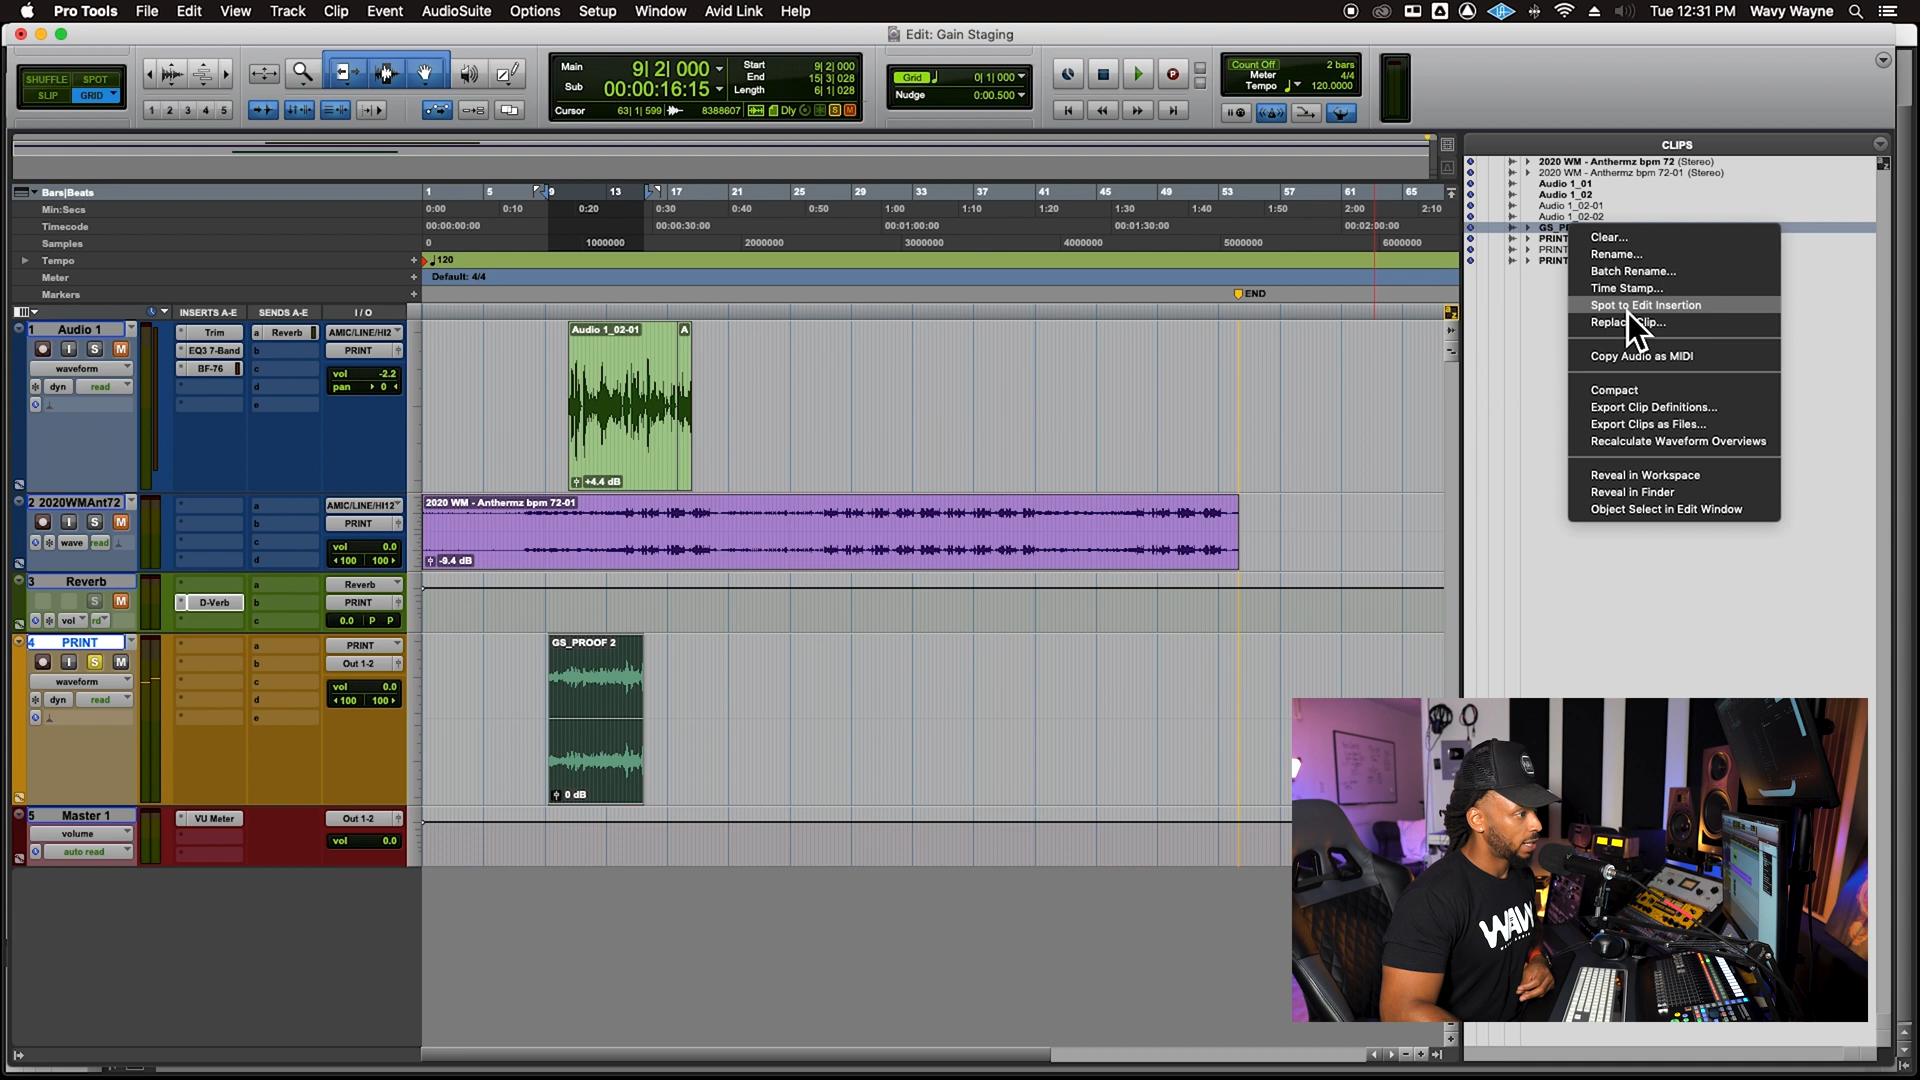 Pro Tools File Edit View Track Clip Event AudioSuite Options Setup Window Avid Link Help Tue 12:31 PM Wavy Wayne
Edit: Gain Staging
SHUFFLE SPOT
SLIP GRID
1 2 3 4 5
Main 9| 2| 000
Sub 00:00:16:15
Cursor 63| 1| 599 8388607 Dly S M
Start 9| 2| 000
End 15| 3| 028
Length 6| 1| 028
Grid 0| 1| 000
Nudge 0:00.500
Count Off 2 bars
Meter 4/4
Tempo 120.0000
CLIPS
2020 WM - Anthermz bpm 72 (Stereo)
2020 WM - Anthermz bpm 72-01 (Stereo)
Audio 1_01
Audio 1_02
Audio 1_02-01
Audio 1_02-02
PRINT
PRINT
PRINT
Clear...
Rename...
Batch Rename...
Time Stamp...
Spot to Edit Insertion
Copy Audio as MIDI
Compact
Export Clip Definitions...
Export Clips as Files...
Recalculate Waveform Overviews
Reveal in Workspace
Reveal in Finder
Object Select in Edit Window
Bars|Beats 1 5 9 13 17 21 25 29 33 37 41 45 49 53 57 61 65
Min:Secs 0:00 0:10 0:20 0:30 0:40 0:50 1:00 1:10 1:20 1:30 1:40 1:50 2:00 2:10
Timecode 00:00:00:00 00:00:30:00 00:01:00:00 00:01:30:00 00:02:00:00
Samples 0 1000000 2000000 4000000 5000000 6000000
Tempo 120
Meter Default: 4/4
Markers END
INSERTS A-E SENDS A-E I / O
1 Audio 1 Trim a Reverb AMIC/LINE/HI2
I S M EQ3 7-Band b PRINT
waveform BF-76 c vol -2.2
dyn read d pan 0
e
Audio 1_02-01 A
+4.4 dB
2 2020WMAnt72 a AMIC/LINE/HI12
I S M b PRINT
wave read c vol 0.0
d 100 100
2020 WM - Anthermz bpm 72-01
-9.4 dB
3 Reverb a Reverb
S M D-Verb b PRINT
vol rd c 0.0 P P
4 PRINT a PRINT
I S M b Out 1-2
waveform c vol 0.0
dyn read d 100 100
e
GS_PROOF 2
0 dB
5 Master 1 VU Meter Out 1-2
volume
auto read vol 0.0